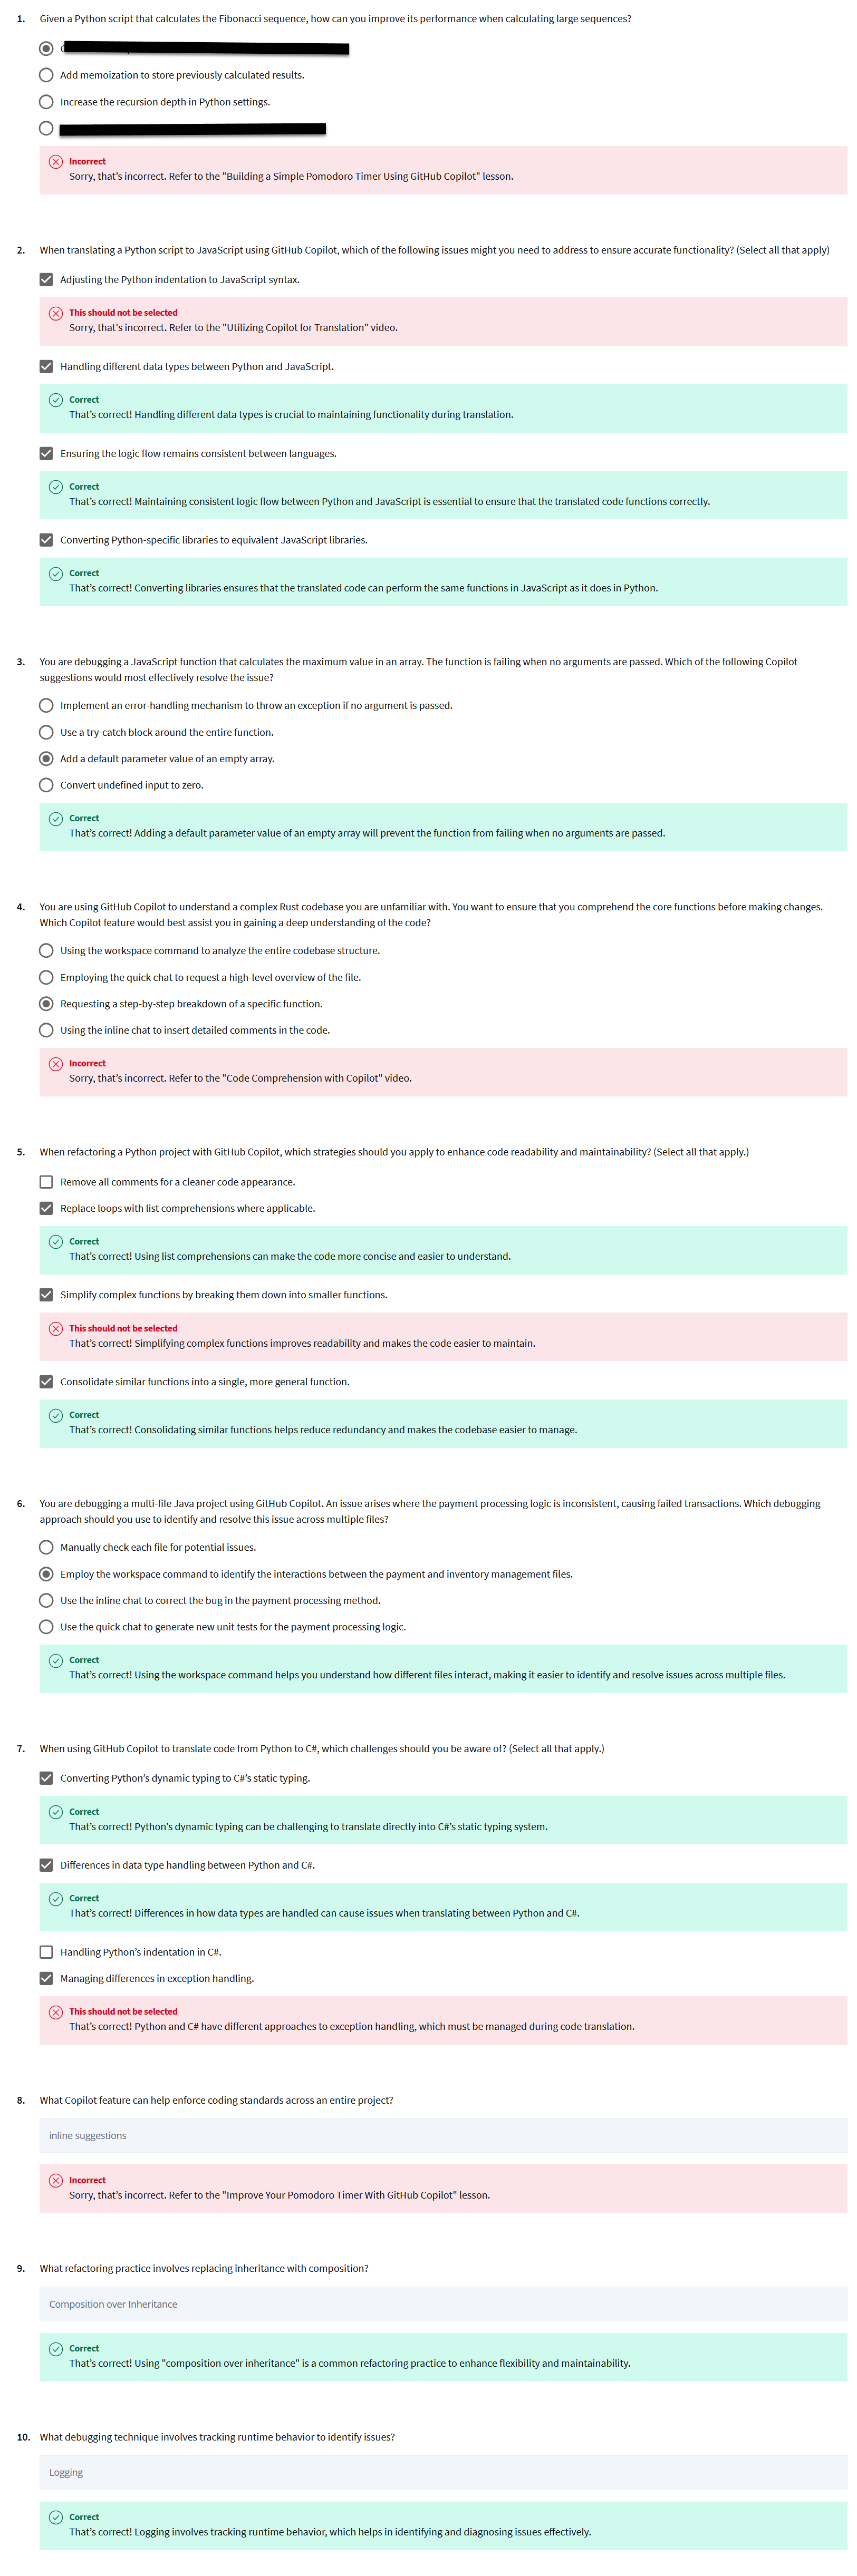 1. Given a Python script that calculates the Fibonacci sequence, how can you improve its performance when calculating large sequences?
Add memoization to store previously calculated results.
Increase the recursion depth in Python settings.
Incorrect
Sorry, that's incorrect. Refer to the "Building a Simple Pomodoro Timer Using GitHub Copilot" lesson.
2. When translating a Python script to JavaScript using GitHub Copilot, which of the following issues might you need to address to ensure accurate functionality? (Select all that apply)
Adjusting the Python indentation to JavaScript syntax.
This should not be selected
Sorry, that's incorrect. Refer to the "Utilizing Copilot for Translation" video.
Handling different data types between Python and JavaScript.
Correct
That's correct! Handling different data types is crucial to maintaining functionality during translation.
Ensuring the logic flow remains consistent between languages.
Correct
That's correct! Maintaining consistent logic flow between Python and JavaScript is essential to ensure that the translated code functions correctly.
Converting Python-specific libraries to equivalent JavaScript libraries.
Correct
That's correct! Converting libraries ensures that the translated code can perform the same functions in JavaScript as it does in Python.
3. You are debugging a JavaScript function that calculates the maximum value in an array. The function is failing when no arguments are passed. Which of the following Copilot
suggestions would most effectively resolve the issue?
Implement an error-handling mechanism to throw an exception if no argument is passed.
Use a try-catch block around the entire function.
Add a default parameter value of an empty array.
Convert undefined input to zero.
Correct
That's correct! Adding a default parameter value of an empty array will prevent the function from failing when no arguments are passed.
4. You are using GitHub Copilot to understand a complex Rust codebase you are unfamiliar with. You want to ensure that you comprehend the core functions before making changes.
Which Copilot feature would best assist you in gaining a deep understanding of the code?
Using the workspace command to analyze the entire codebase structure.
Employing the quick chat to request a high-level overview of the file.
Requesting a step-by-step breakdown of a specific function.
Using the inline chat to insert detailed comments in the code.
Incorrect
Sorry, that's incorrect. Refer to the "Code Comprehension with Copilot" video.
5. When refactoring a Python project with GitHub Copilot, which strategies should you apply to enhance code readability and maintainability? (Select all that apply.)
Remove all comments for a cleaner code appearance.
Replace loops with list comprehensions where applicable.
Correct
That's correct! Using list comprehensions can make the code more concise and easier to understand.
Simplify complex functions by breaking them down into smaller functions.
This should not be selected
That's correct! Simplifying complex functions improves readability and makes the code easier to maintain.
Consolidate similar functions into a single, more general function.
Correct
That's correct! Consolidating similar functions helps reduce redundancy and makes the codebase easier to manage.
6. You are debugging a multi-file Java project using GitHub Copilot. An issue arises where the payment processing logic is inconsistent, causing failed transactions. Which debugging
approach should you use to identify and resolve this issue across multiple files?
Manually check each file for potential issues.
Employ the workspace command to identify the interactions between the payment and inventory management files.
Use the inline chat to correct the bug in the payment processing method.
Use the quick chat to generate new unit tests for the payment processing logic.
Correct
That's correct! Using the workspace command helps you understand how different files interact, making it easier to identify and resolve issues across multiple files.
7. When using GitHub Copilot to translate code from Python to C#, which challenges should you be aware of? (Select all that apply.)
Converting Python's dynamic typing to C#'s static typing.
Correct
That's correct! Python's dynamic typing can be challenging to translate directly into C#'s static typing system.
Differences in data type handling between Python and C#.
Correct
That's correct! Differences in how data types are handled can cause issues when translating between Python and C#.
Handling Python's indentation in C#.
Managing differences in exception handling.
This should not be selected
That's correct! Python and C# have different approaches to exception handling, which must be managed during code translation.
8. What Copilot feature can help enforce coding standards across an entire project?
inline suggestions
Incorrect
Sorry, that's incorrect. Refer to the "Improve Your Pomodoro Timer With GitHub Copilot" lesson.
9. What refactoring practice involves replacing inheritance with composition?
Composition over Inheritance
Correct
That's correct! Using "composition over inheritance" is a common refactoring practice to enhance flexibility and maintainability.
10. What debugging technique involves tracking runtime behavior to identify issues?
Logging
Correct
That's correct! Logging involves tracking runtime behavior, which helps in identifying and diagnosing issues effectively.